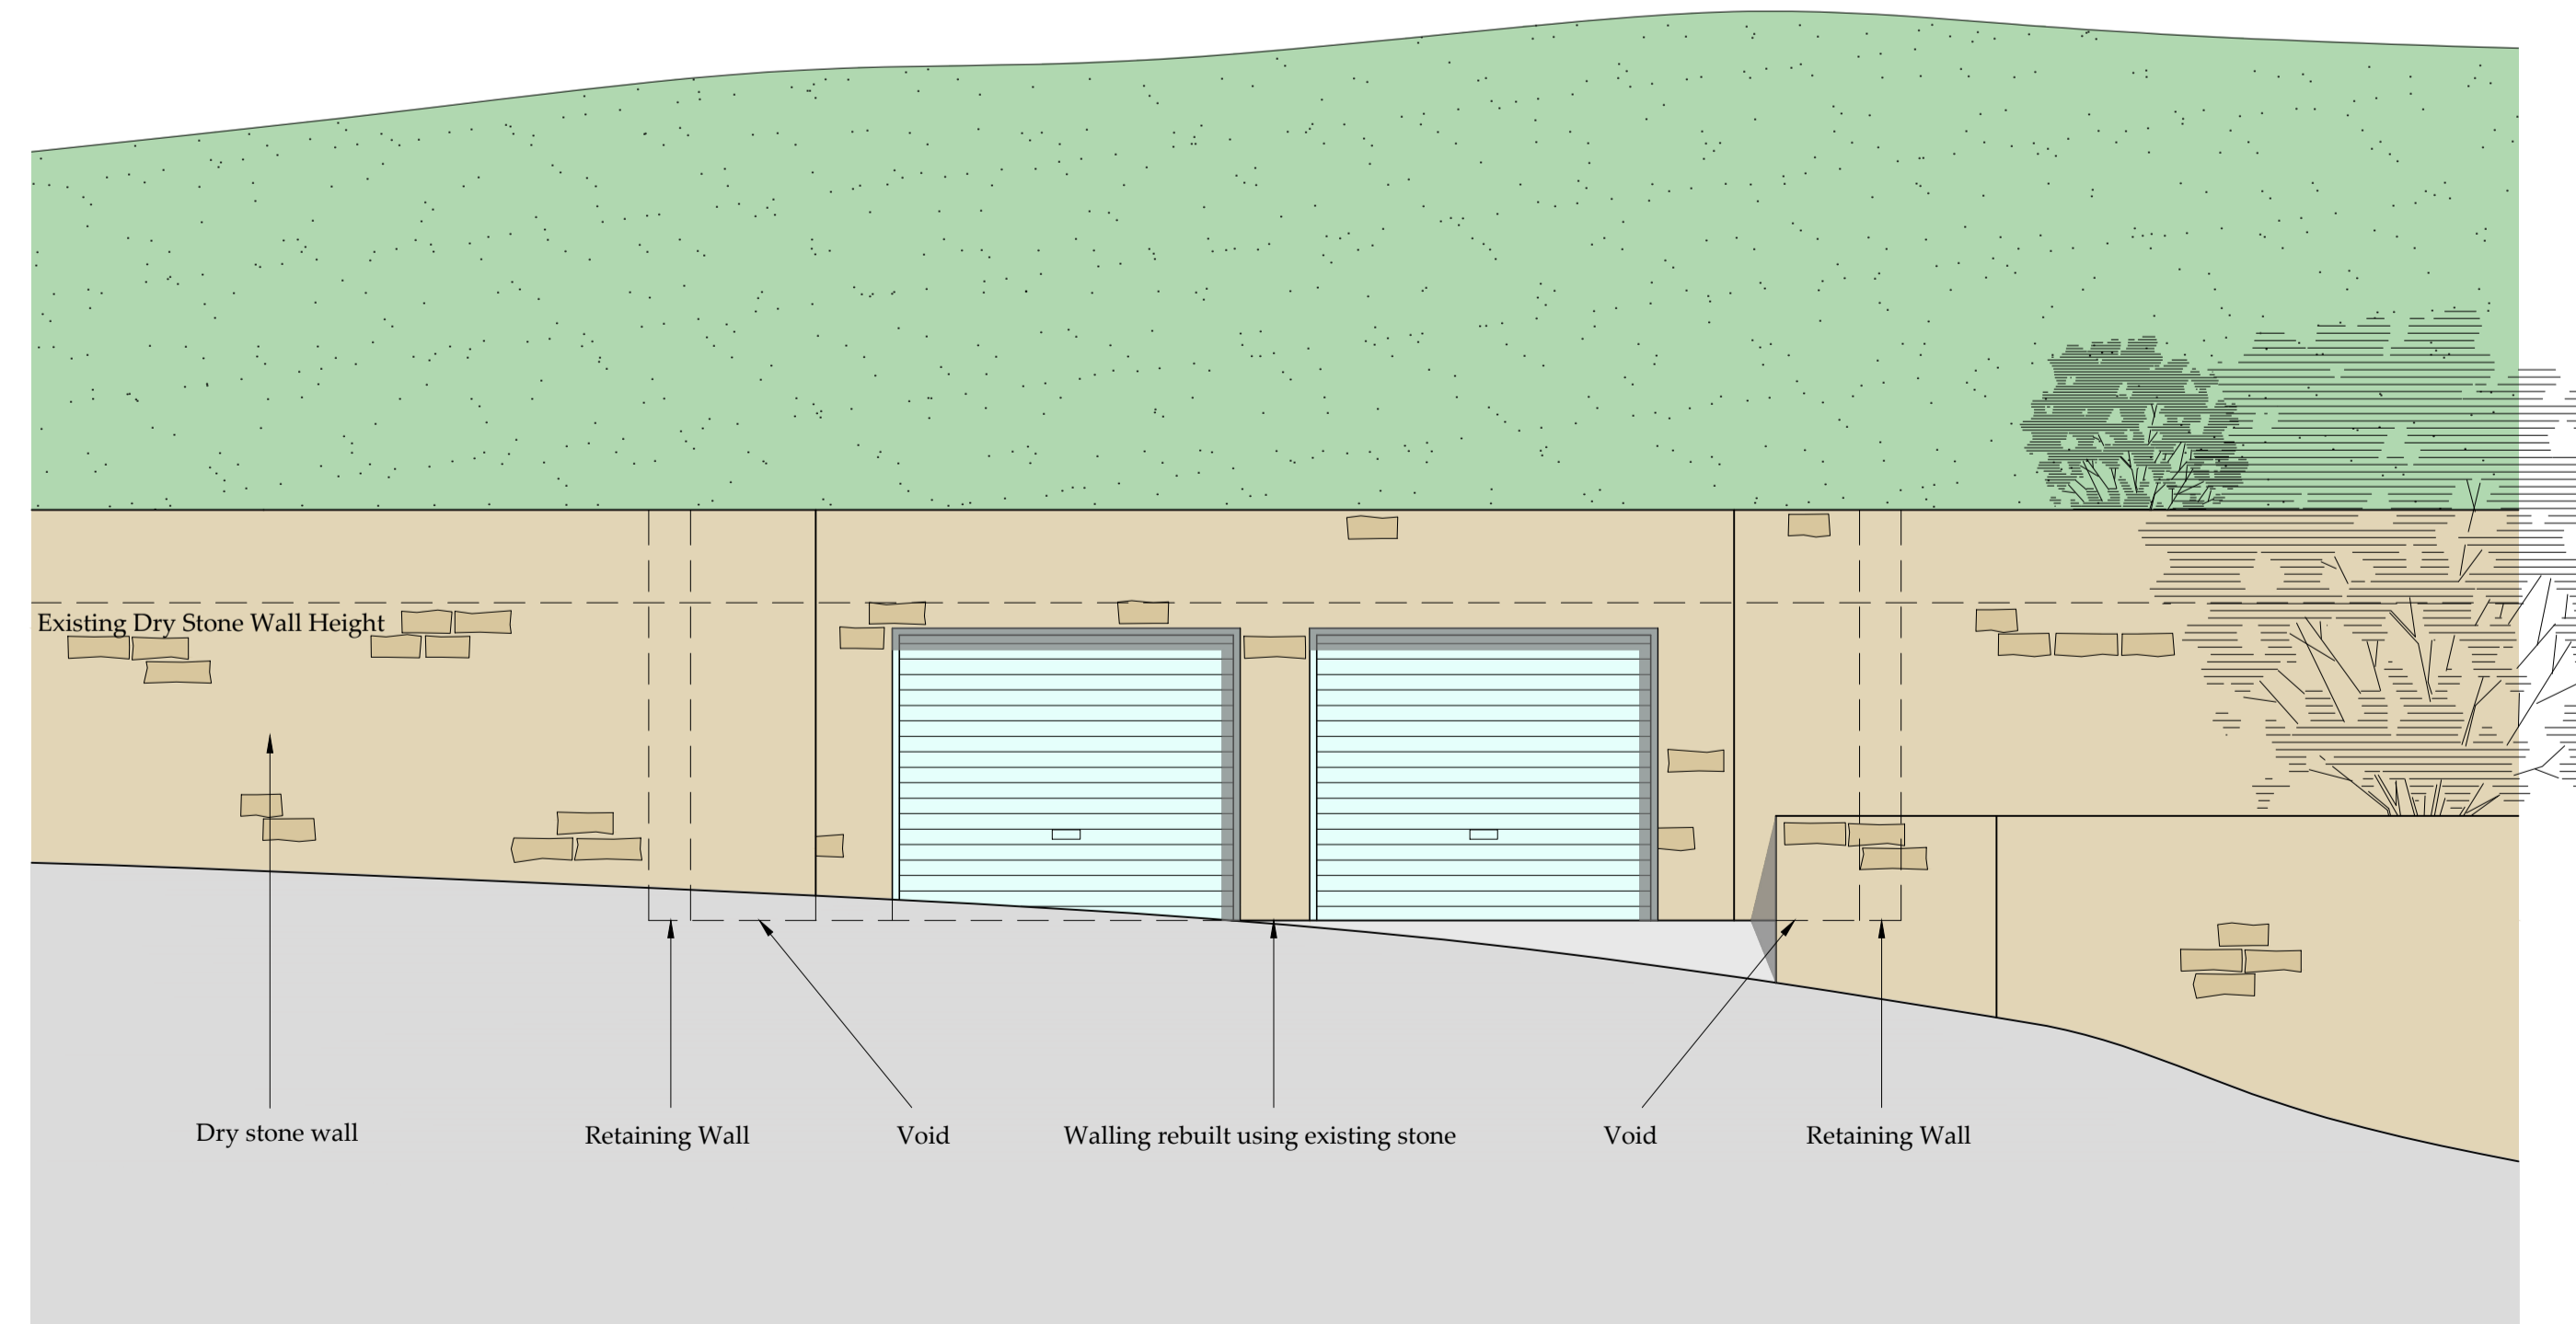 Existing Dry Stone Wall Height
Dry stone wall
Retaining Wall
Void
Walling rebuilt using existing stone
Void
Retaining Wall